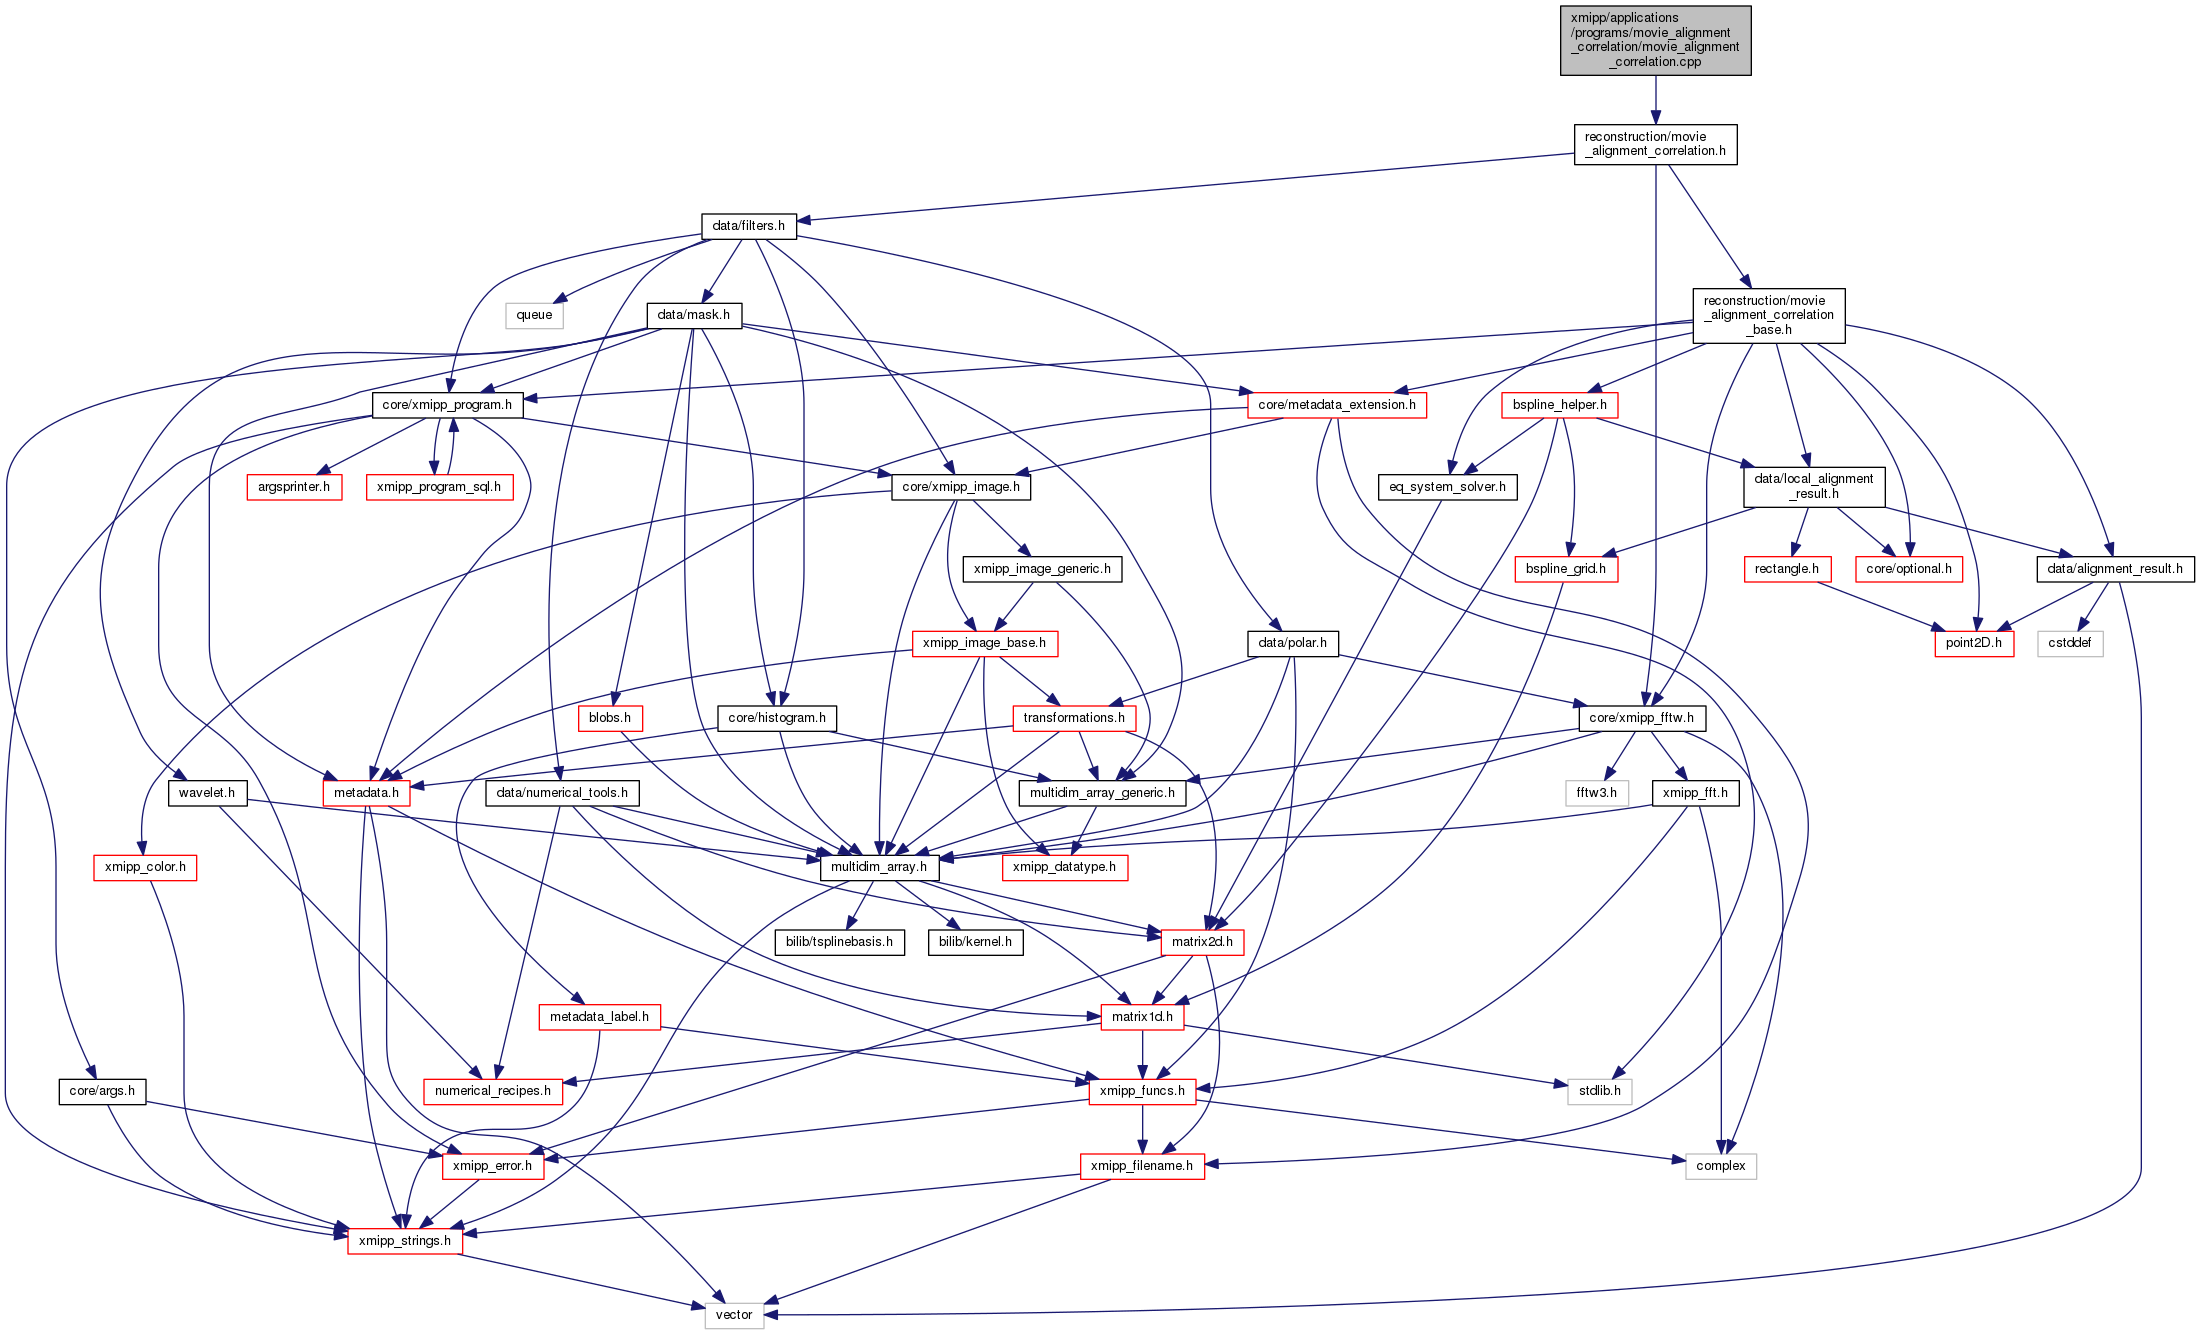 xmipp/applications
/programs/movie_alignment
_correlation/movie_alignment
_correlation.cpp
reconstruction/movie
_alignment_correlation.h
data/filters.h
queue
data/mask.h
reconstruction/movie
_alignment_correlation
_base.h
core/xmipp_program.h
core/metadata_extension.h
bspline_helper.h
argsprinter.h
xmipp_program_sql.h
core/xmipp_image.h
eq_system_solver.h
data/local_alignment
_result.h
xmipp_image_generic.h
bspline_grid.h
rectangle.h
core/optional.h
data/alignment_result.h
xmipp_image_base.h
data/polar.h
point2D.h
cstddef
blobs.h
core/histogram.h
transformations.h
core/xmipp_fftw.h
wavelet.h
metadata.h
data/numerical_tools.h
multidim_array_generic.h
fftw3.h
xmipp_fft.h
xmipp_color.h
multidim_array.h
xmipp_datatype.h
bilib/tsplinebasis.h
bilib/kernel.h
matrix2d.h
metadata_label.h
matrix1d.h
core/args.h
numerical_recipes.h
xmipp_funcs.h
stdlib.h
xmipp_error.h
xmipp_filename.h
complex
xmipp_strings.h
vector